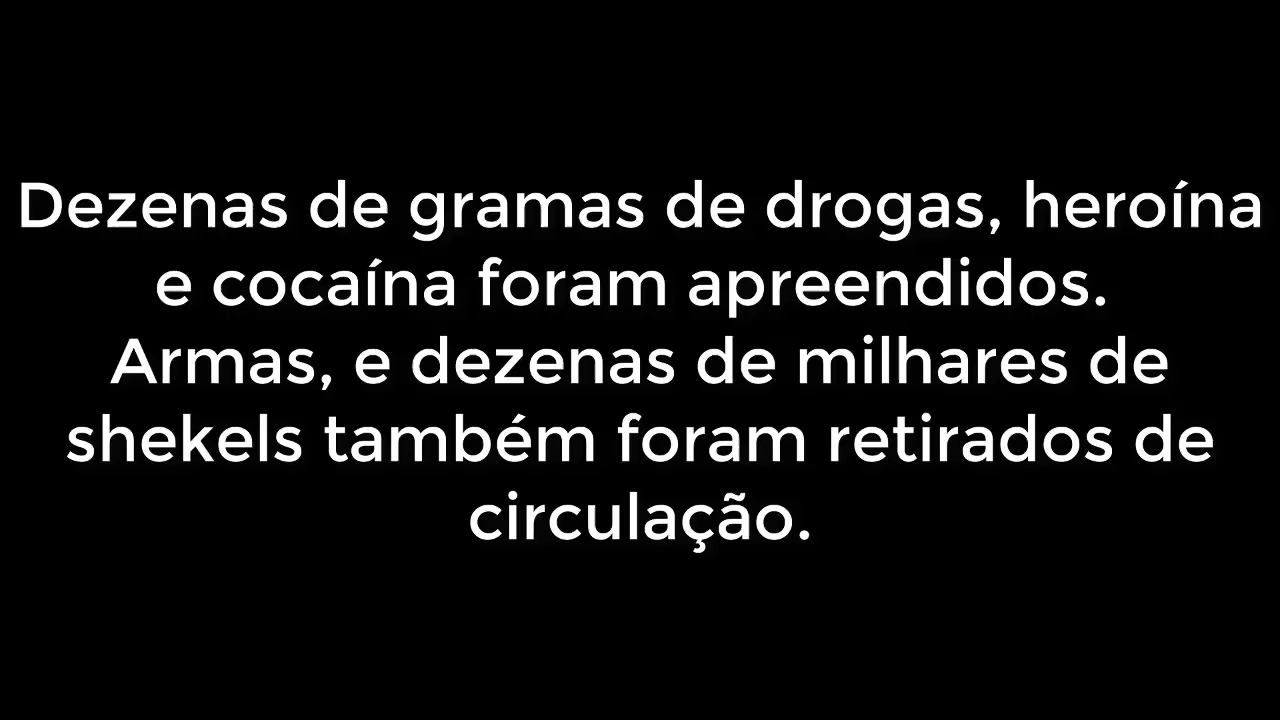 Dezenas de gramas de drogas, heroína
e cocaína foram apreendidos.
Armas, e dezenas de milhares de
shekels também foram retirados de
circulação.